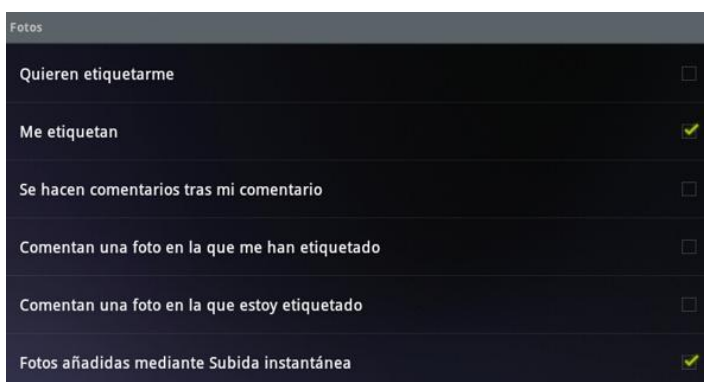 Fotos
Quieren etiquetarme
Me etiquetan
Se hacen comentarios tras mi comentario
Comentan una foto en la que me han etiquetado
Comentan una foto en la que estoy etiquetado
Fotos añadidas mediante Subida instantánea